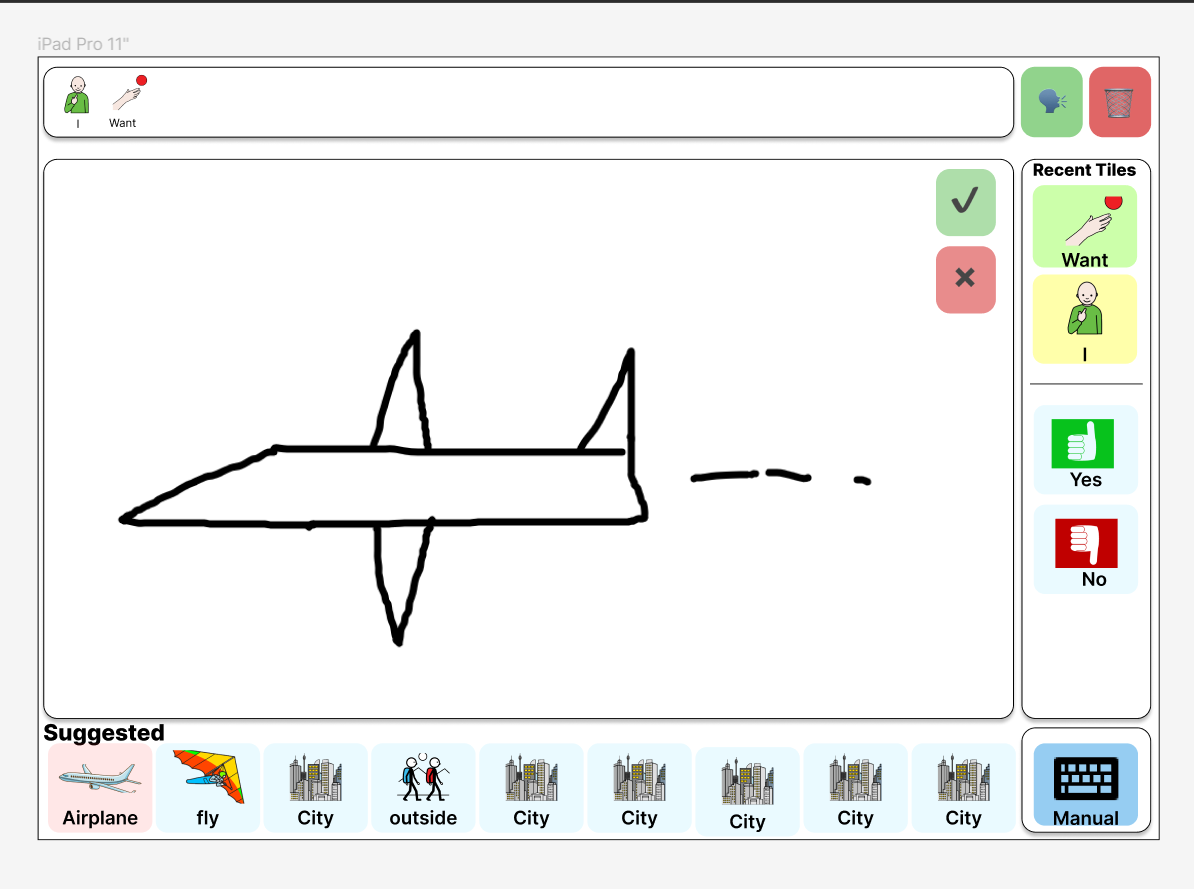 iPad Pro 11"
I Want
Recent Tiles
Want
I
Yes
No
Suggested
Airplane fly City outside City City City City City
Manual